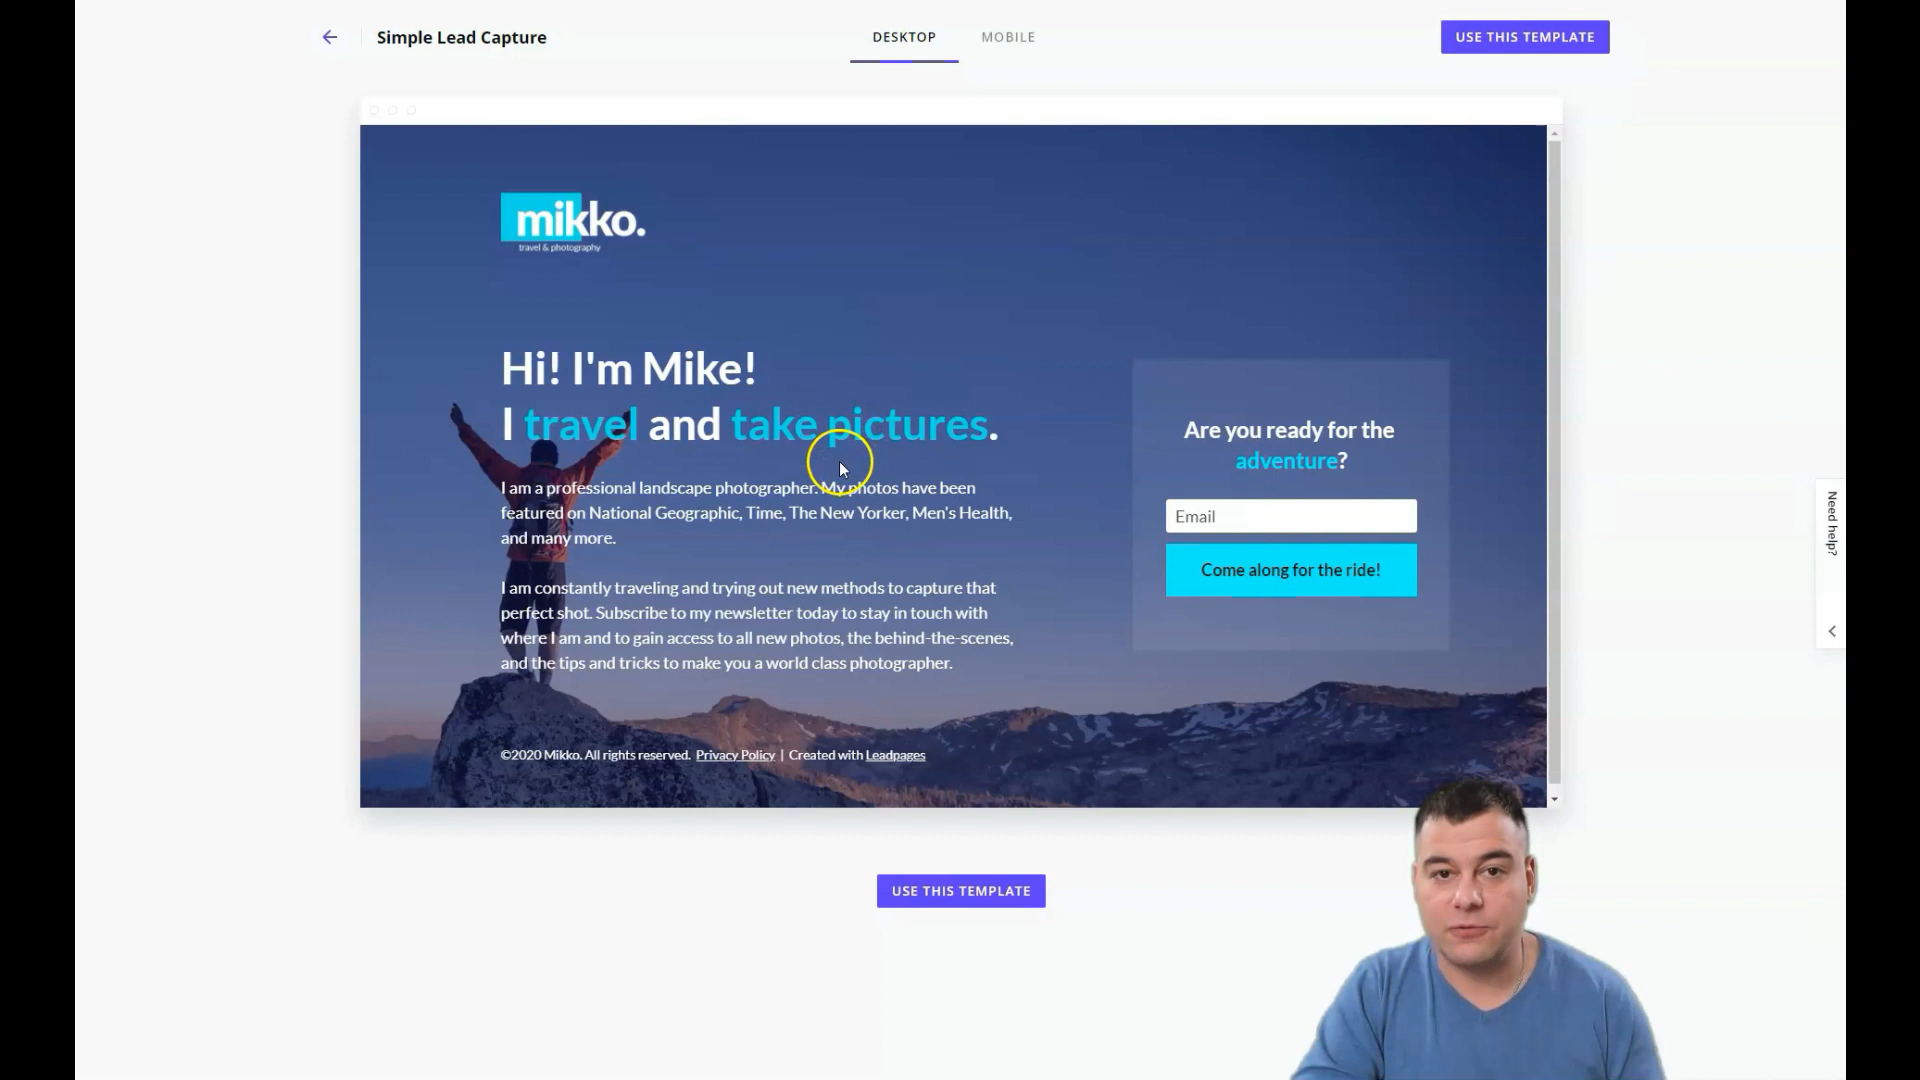 Simple Lead Capture
DESKTOP
MOBILE
USE THIS TEMPLATE
mikko.
travel & photography
Hi! I'm Mike!
I travel and take pictures.
I am a professional landscape photographer. My photos have been
featured on National Geographic, Time, The New Yorker, Men's Health,
and many more.
I am constantly traveling and trying out new methods to capture that
perfect shot. Subscribe to my newsletter today to stay in touch with
where I am and to gain access to all new photos, the behind-the-scenes,
and the tips and tricks to make you a world class photographer.
©2020 Mikko. All rights reserved. Privacy Policy | Created with Leadpages
Are you ready for the
adventure?
Email
Come along for the ride!
Need help?
USE THIS TEMPLATE